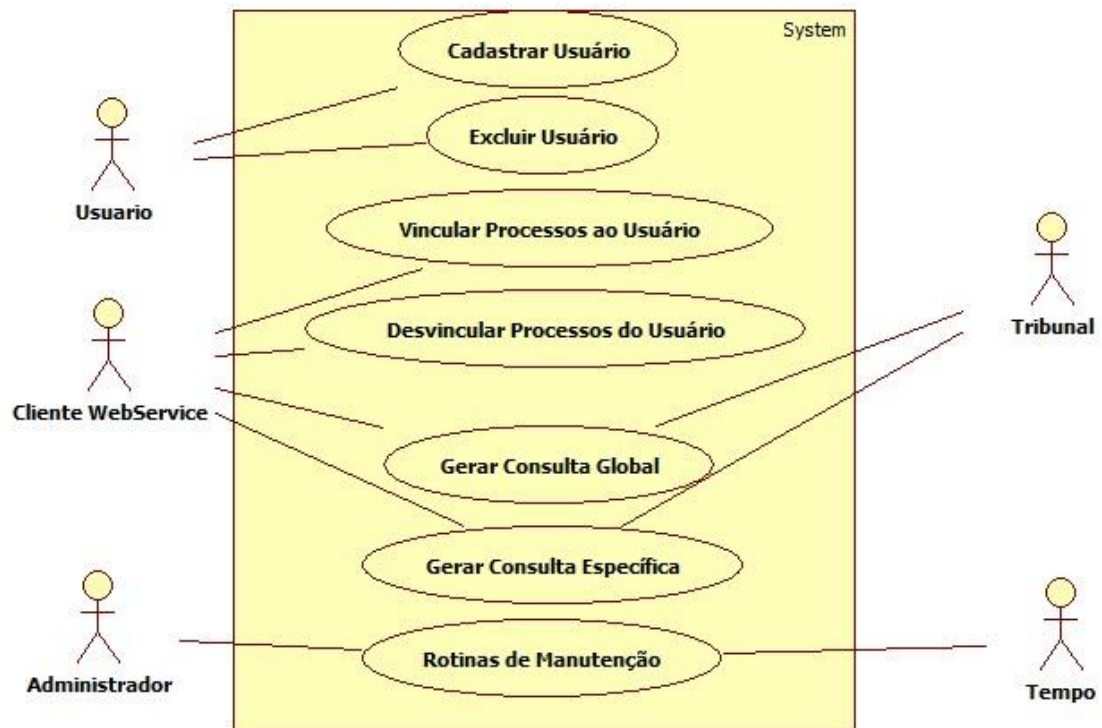 System
Cadastrar Usuário
Excluir Usuário
Usuario
Vincular Processos ao Usuário
Desvincular Processos do Usuário
Tribunal
Cliente WebService
Gerar Consulta Global
Gerar Consulta Específica
Rotinas de Manutenção
Administrador
Tempo